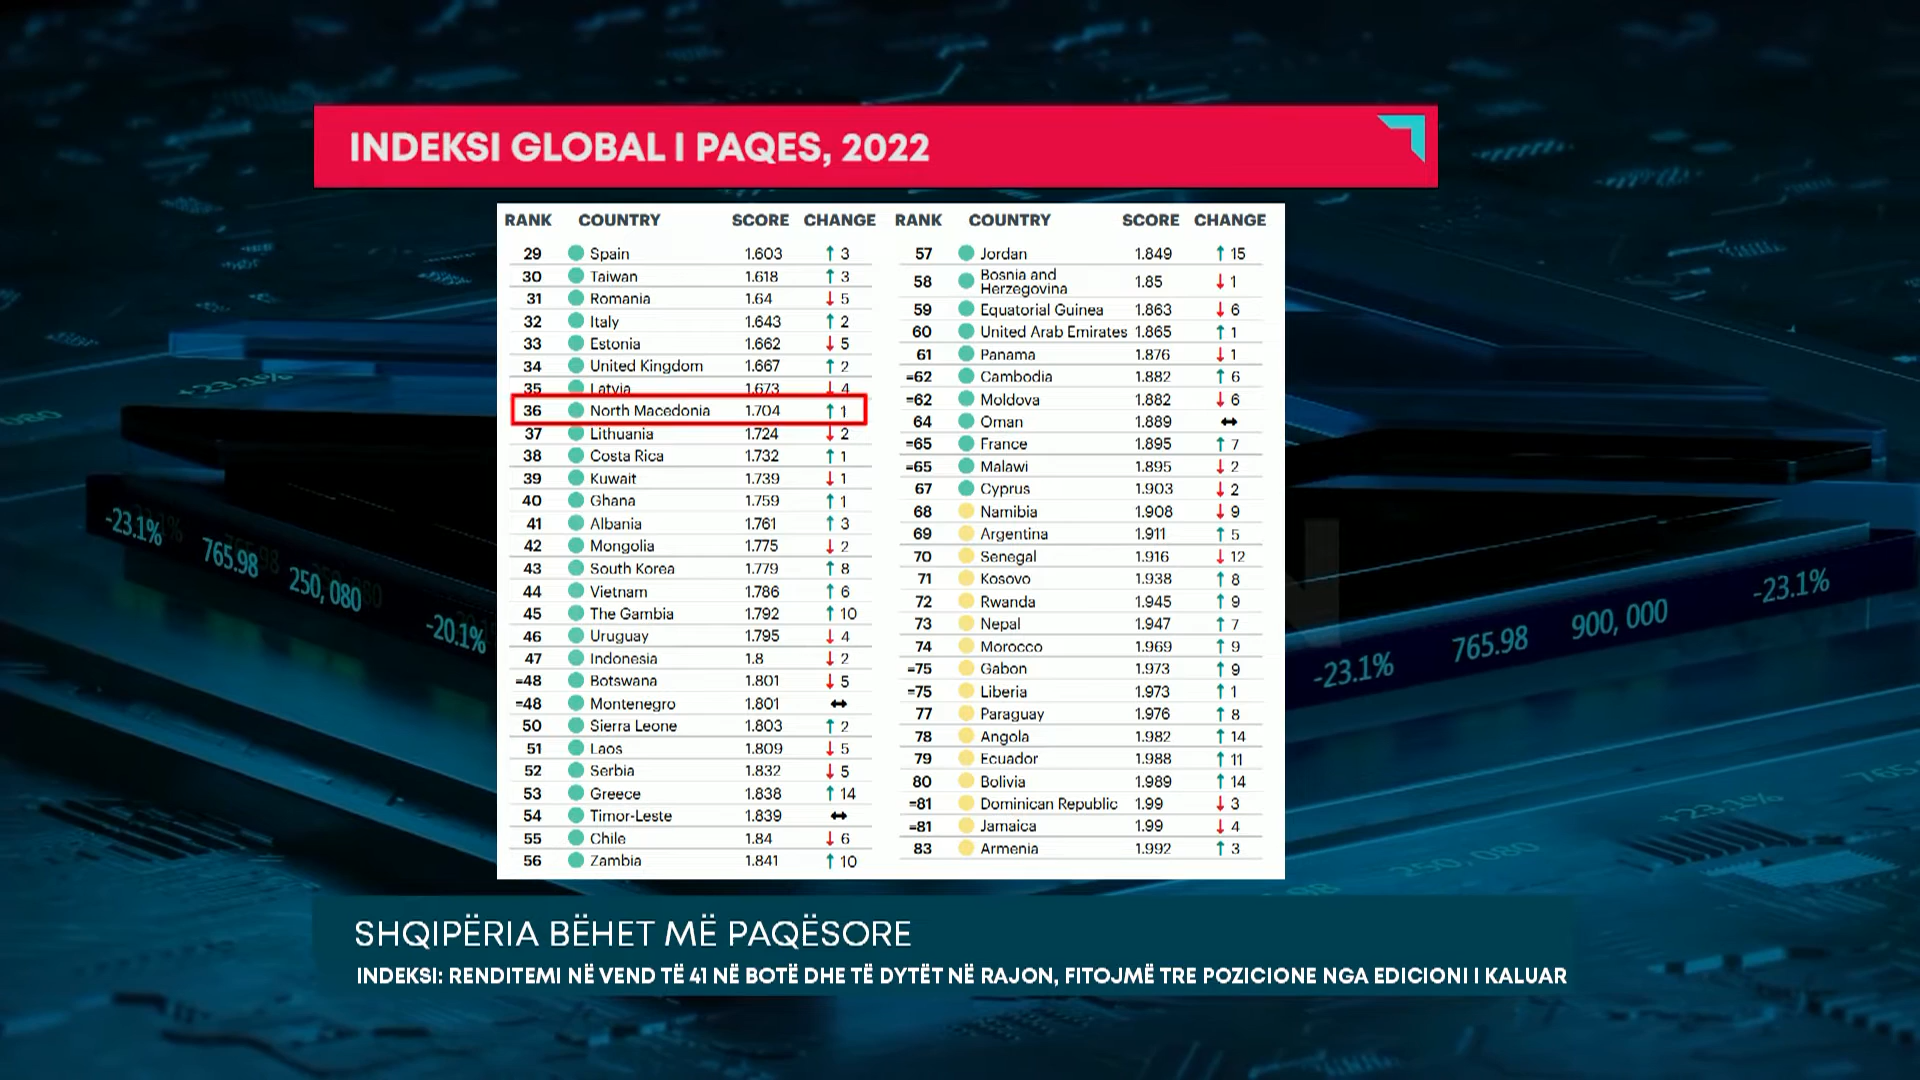 INDEKSI GLOBAL I PAQES, 2022
RANK COUNTRY SCORE CHANGE
29 Spain 1.603 ↑ 3
30 Taiwan 1.618 ↑ 3
31 Romania 1.64 ↓ 5
32 Italy 1.643 ↑ 2
33 Estonia 1.662 ↓ 5
34 United Kingdom 1.667 ↑ 2
35 Latvia 1.673 ↓ 4
36 North Macedonia 1.704 ↑ 1
37 Lithuania 1.724 ↓ 2
38 Costa Rica 1.732 ↑ 1
39 Kuwait 1.739 ↓ 1
40 Ghana 1.759 ↑ 1
41 Albania 1.761 ↑ 3
42 Mongolia 1.775 ↓ 2
43 South Korea 1.779 ↑ 8
44 Vietnam 1.786 ↑ 6
45 The Gambia 1.792 ↑ 10
46 Uruguay 1.795 ↓ 4
47 Indonesia 1.8 ↓ 2
=48 Botswana 1.801 ↓ 5
=48 Montenegro 1.801 ↔
50 Sierra Leone 1.803 ↑ 2
51 Laos 1.809 ↓ 5
52 Serbia 1.832 ↓ 5
53 Greece 1.838 ↑ 14
54 Timor-Leste 1.839 ↔
55 Chile 1.84 ↓ 6
56 Zambia 1.841 ↑ 10
RANK COUNTRY SCORE CHANGE
57 Jordan 1.849 ↑ 15
58 Bosnia and
Herzegovina 1.85 ↓ 1
59 Equatorial Guinea 1.863 ↓ 6
60 United Arab Emirates 1.865 ↑ 1
61 Panama 1.876 ↓ 1
=62 Cambodia 1.882 ↑ 6
=62 Moldova 1.882 ↓ 6
64 Oman 1.889 ↔
=65 France 1.895 ↑ 7
=65 Malawi 1.895 ↓ 2
67 Cyprus 1.903 ↓ 2
68 Namibia 1.908 ↓ 9
69 Argentina 1.911 ↑ 5
70 Senegal 1.916 ↓ 12
71 Kosovo 1.938 ↑ 8
72 Rwanda 1.945 ↑ 9
73 Nepal 1.947 ↑ 7
74 Morocco 1.969 ↑ 9
=75 Gabon 1.973 ↑ 9
=75 Liberia 1.973 ↑ 1
77 Paraguay 1.976 ↑ 8
78 Angola 1.982 ↑ 14
79 Ecuador 1.988 ↑ 11
80 Bolivia 1.989 ↑ 14
=81 Dominican Republic 1.99 ↓ 3
=81 Jamaica 1.99 ↓ 4
83 Armenia 1.992 ↑ 3
+23.1%
-23.1% 765.98 250, 080 -20.1%
-23.1% 765.98 900, 000 -23.1%
+23.1%
250, 080
SHQIPËRIA BËHET MË PAQËSORE
INDEKSI: RENDITEMI NË VEND TË 41 NË BOTË DHE TË DYTËT NË RAJON, FITOJMË TRE POZICIONE NGA EDICIONI I KALUAR